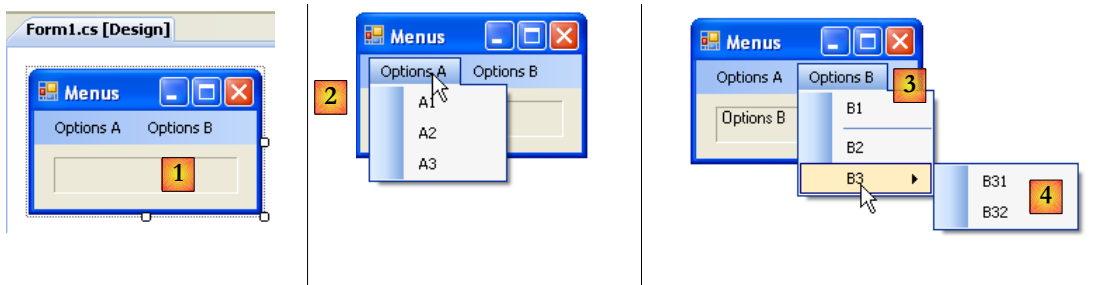 Form1.cs [Design]
Menus
Options A Options B
1
2
Menus
Options A Options B
A1
A2
A3
Menus
Options A Options B
3
Options B
B1
B2
B3
B31
B32
4